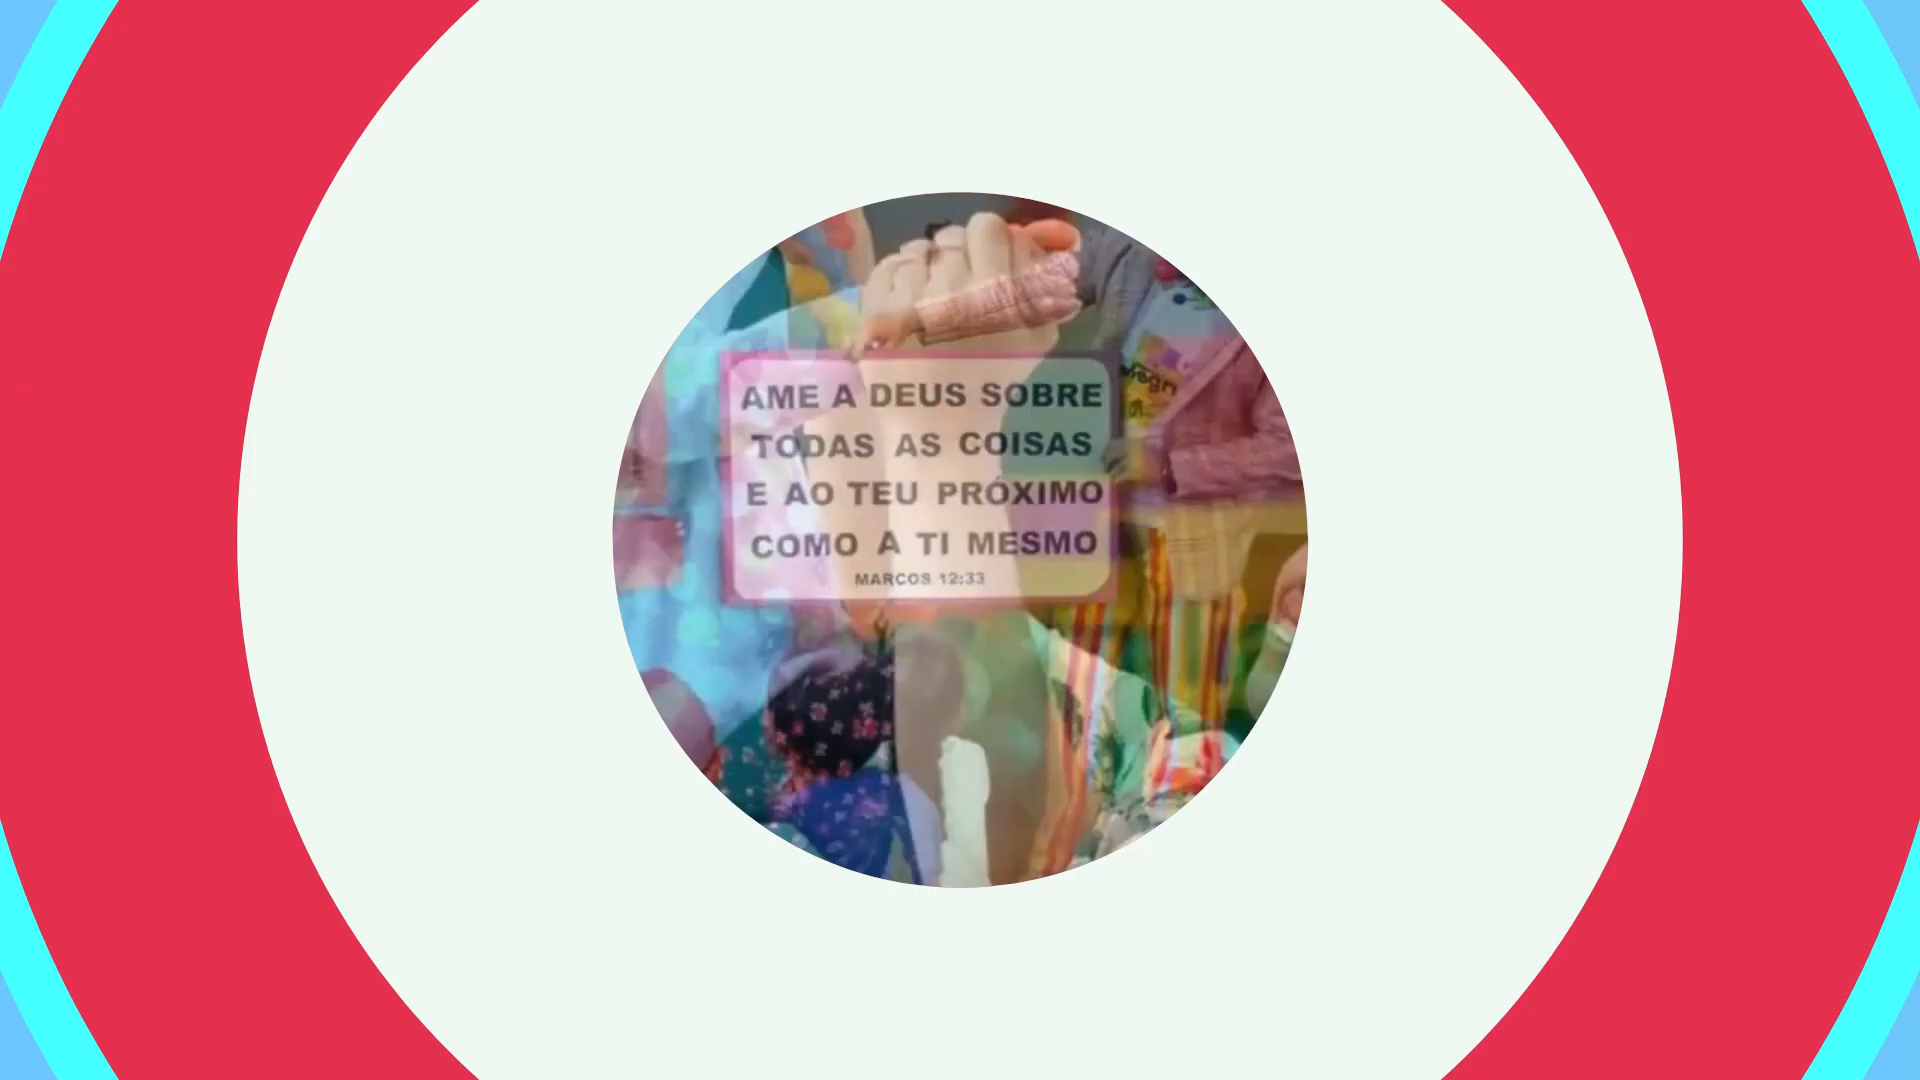 AME A DEUS SOBRE
TODAS AS COISAS
E AO TEU PRÓXIMO
COMO A TI MESMO
MARCOS 12:33